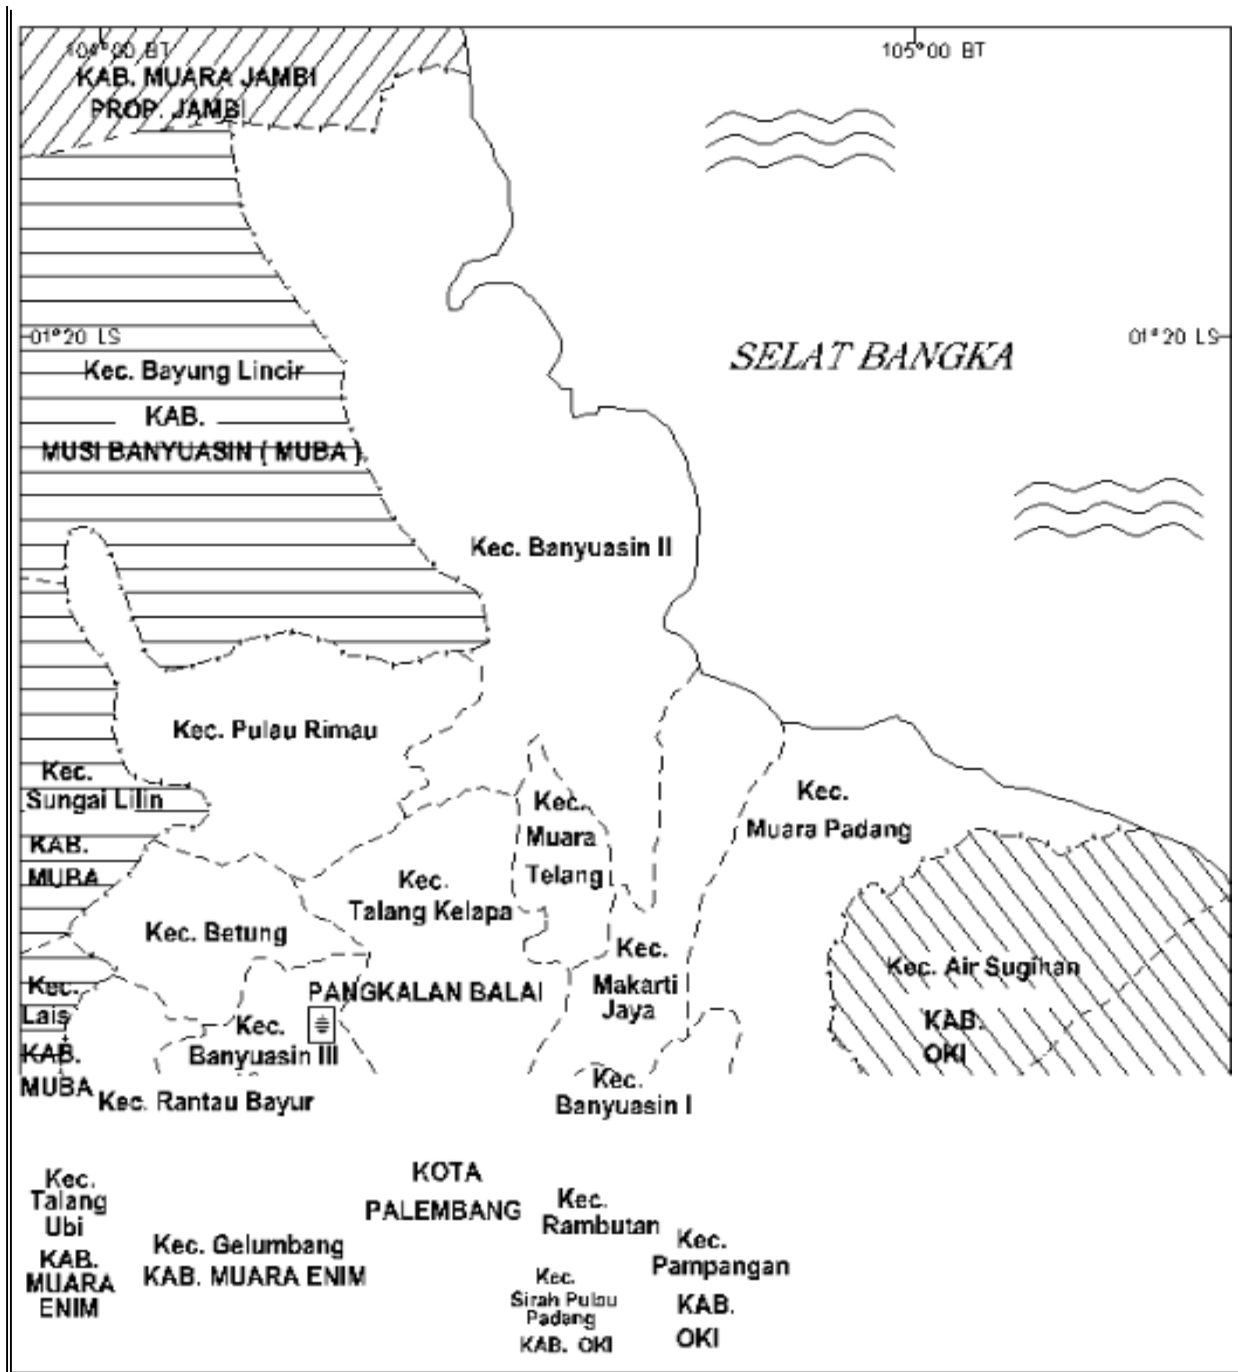 104°00 BT
105°00 BT
KAB. MUARA JAMBI
PROP. JAMBI
01°20 LS
01°20 LS
SELAT BANGKA
Kec. Bayung Lincir
KAB.
MUSI BANYUASIN ( MUBA )
Kec. Banyuasin II
Kec. Pulau Rimau
Kec.
Sungai Lilin
KAB.
MUBA
Kec.
Muara
Telang
Kec.
Muara Padang
Kec.
Talang Kelapa
Kec. Betung
Kec.
Makarti
Jaya
Kec. Air Sugihan
KAB.
OKI
Kec.
Lais
KAB.
MUBA
PANGKALAN BALAI
Kec.
Banyuasin III
Kec. Rantau Bayur
Kec.
Banyuasin I
Kec.
Talang
Ubi
KAB.
MUARA
ENIM
Kec. Gelumbang
KAB. MUARA ENIM
KOTA
PALEMBANG
Kec.
Rambutan
Kec.
Sirah Pulau
Padang
KAB. OKI
Kec.
Pampangan
KAB.
OKI